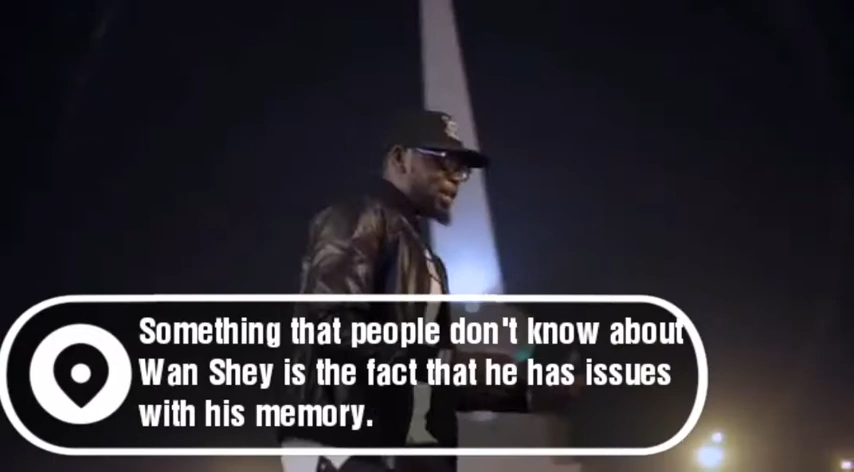 Something that people don't know about
Wan Shey is the fact that he has issues
with his memory.